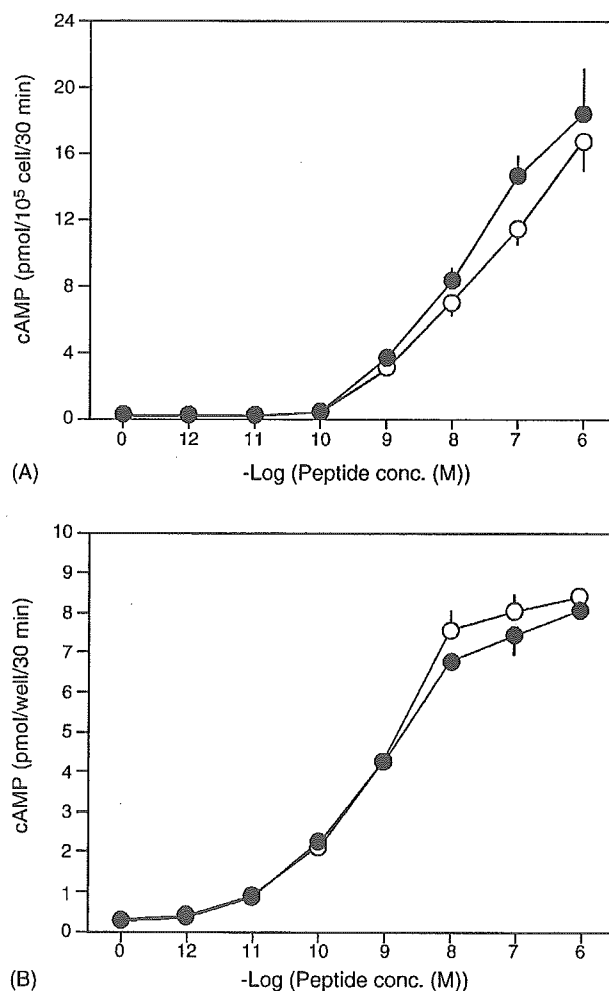 24
20
16
12
8
4
0
cAMP (pmol/10⁵ cell/30 min)
0 12 11 10 9 8 7 6
(A)
-Log (Peptide conc. (M))
10
9
8
7
6
5
4
3
2
1
0
cAMP (pmol/well/30 min)
0 12 11 10 9 8 7 6
(B)
-Log (Peptide conc. (M))